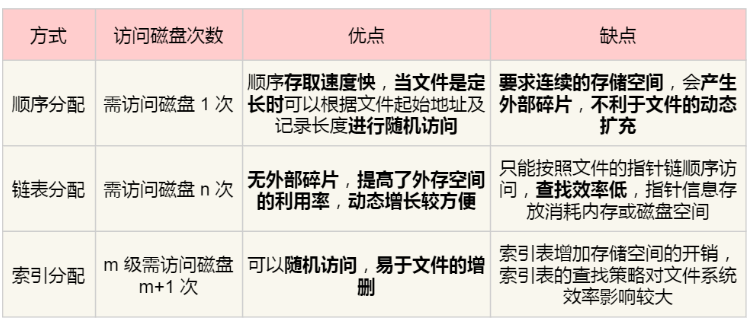 方式 访问磁盘次数 优点 缺点
顺序分配 需访问磁盘 1 次
顺序存取速度快，当文件是定
长时可以根据文件起始地址及
记录长度进行随机访问
要求连续的存储空间，会产生
外部碎片，不利于文件的动态
扩充
链表分配 需访问磁盘 n 次
无外部碎片，提高了外存空间
的利用率，动态增长较方便
只能按照文件的指针链顺序访
问，查找效率低，指针信息存
放消耗内存或磁盘空间
索引分配
m 级需访问磁盘
m+1 次
可以随机访问，易于文件的增
删
索引表增加存储空间的开销，
索引表的查找策略对文件系统
效率影响较大